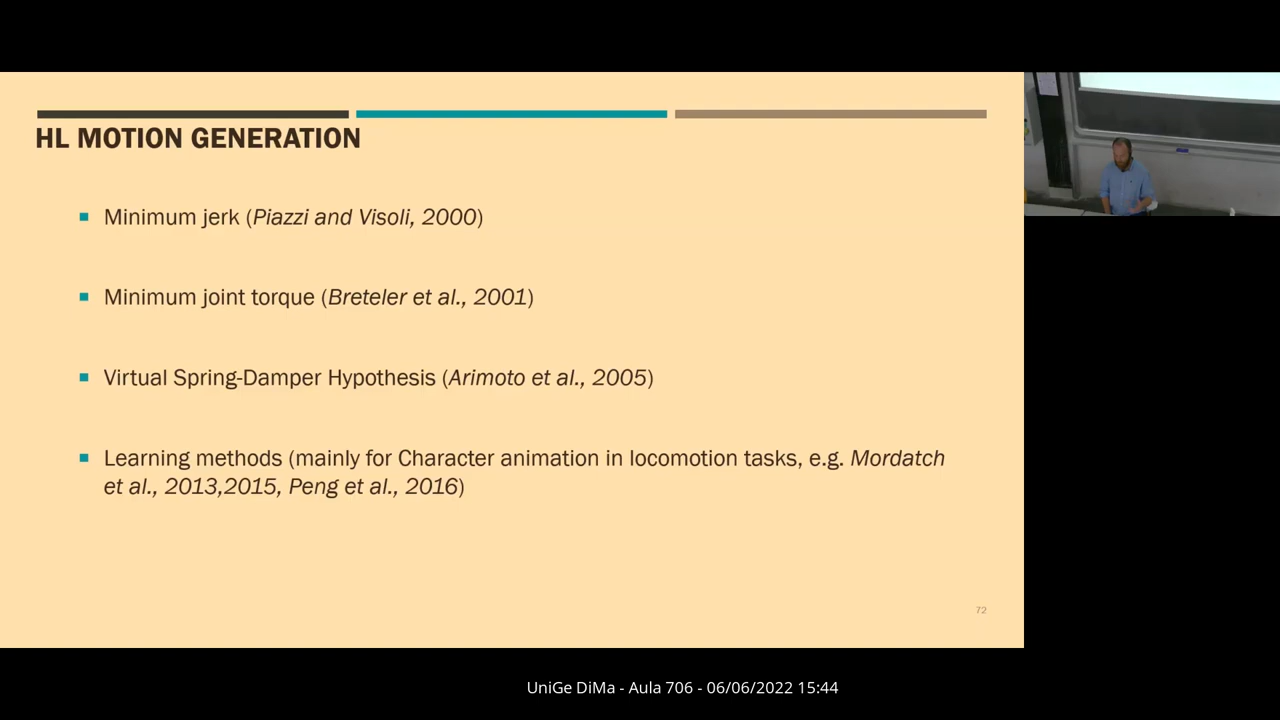 HL MOTION GENERATION
Minimum jerk (Piazzi and Visoli, 2000)
Minimum joint torque (Breteler et al., 2001)
Virtual Spring-Damper Hypothesis (Arimoto et al., 2005)
Learning methods (mainly for Character animation in locomotion tasks, e.g. Mordatch
et al., 2013,2015, Peng et al., 2016)
72
UniGe DiMa - Aula 706 - 06/06/2022 15:44